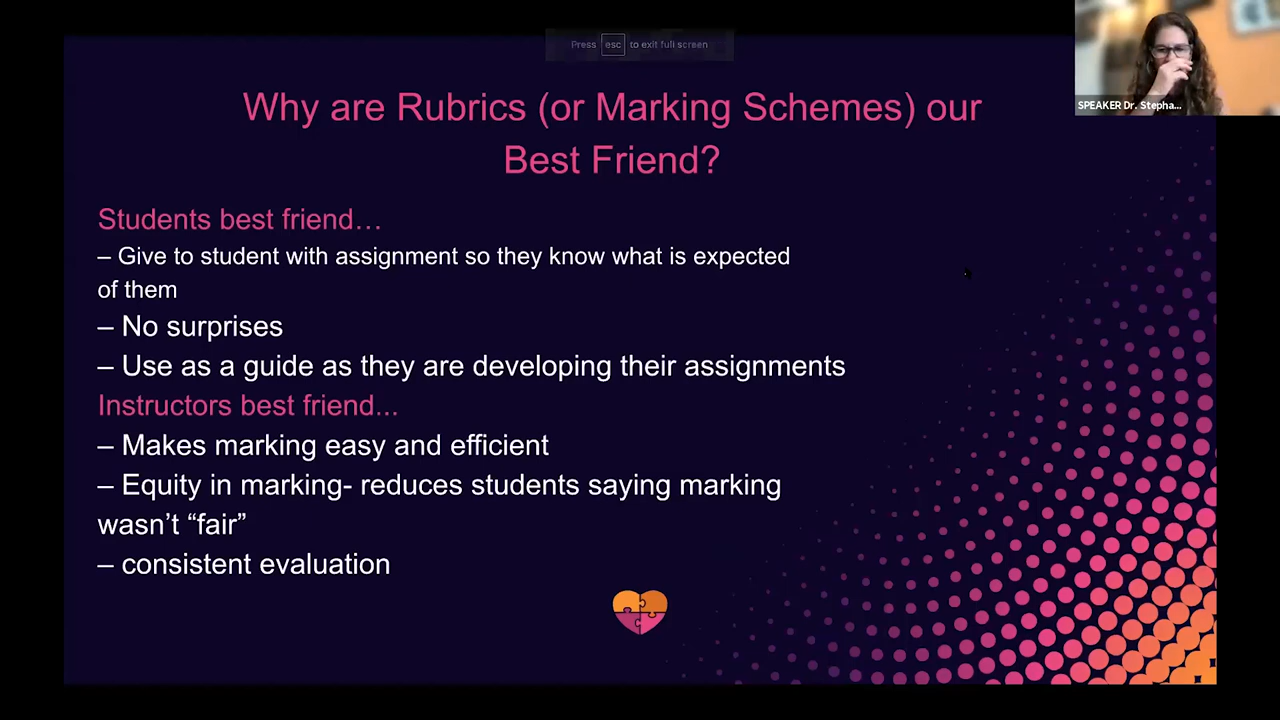 Press esc to exit full screen
SPEAKER Dr. Stepha...
Why are Rubrics (or Marking Schemes) our
Best Friend?
Students best friend…
– Give to student with assignment so they know what is expected
of them
– No surprises
– Use as a guide as they are developing their assignments
Instructors best friend...
– Makes marking easy and efficient
– Equity in marking- reduces students saying marking
wasn’t “fair”
– consistent evaluation